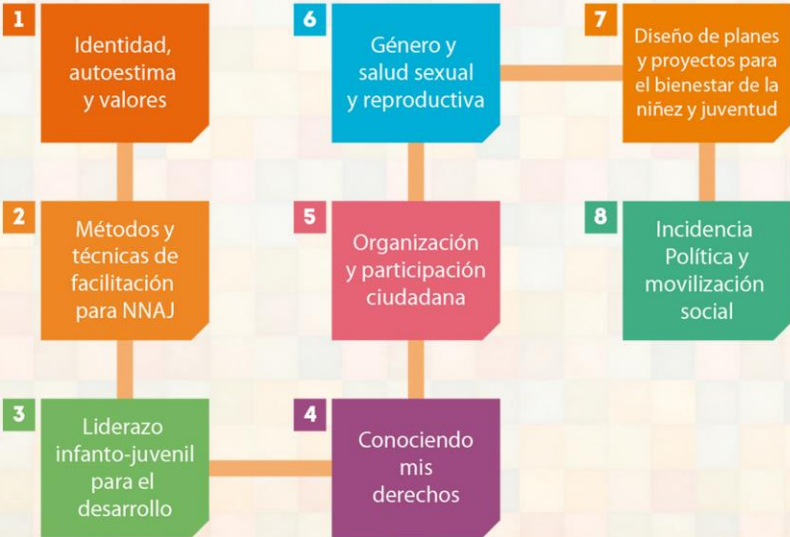 1
Identidad,
autoestima
y valores
2
Métodos y
técnicas de
facilitación
para NNAJ
3
Liderazo
infanto-juvenil
para el
desarrollo
4
Conociendo
mis
derechos
5
Organización
y participación
ciudadana
6
Género y
salud sexual
y reproductiva
7
Diseño de planes
y proyectos para
el bienestar de la
niñez y juventud
8
Incidencia
Política y
movilización
social